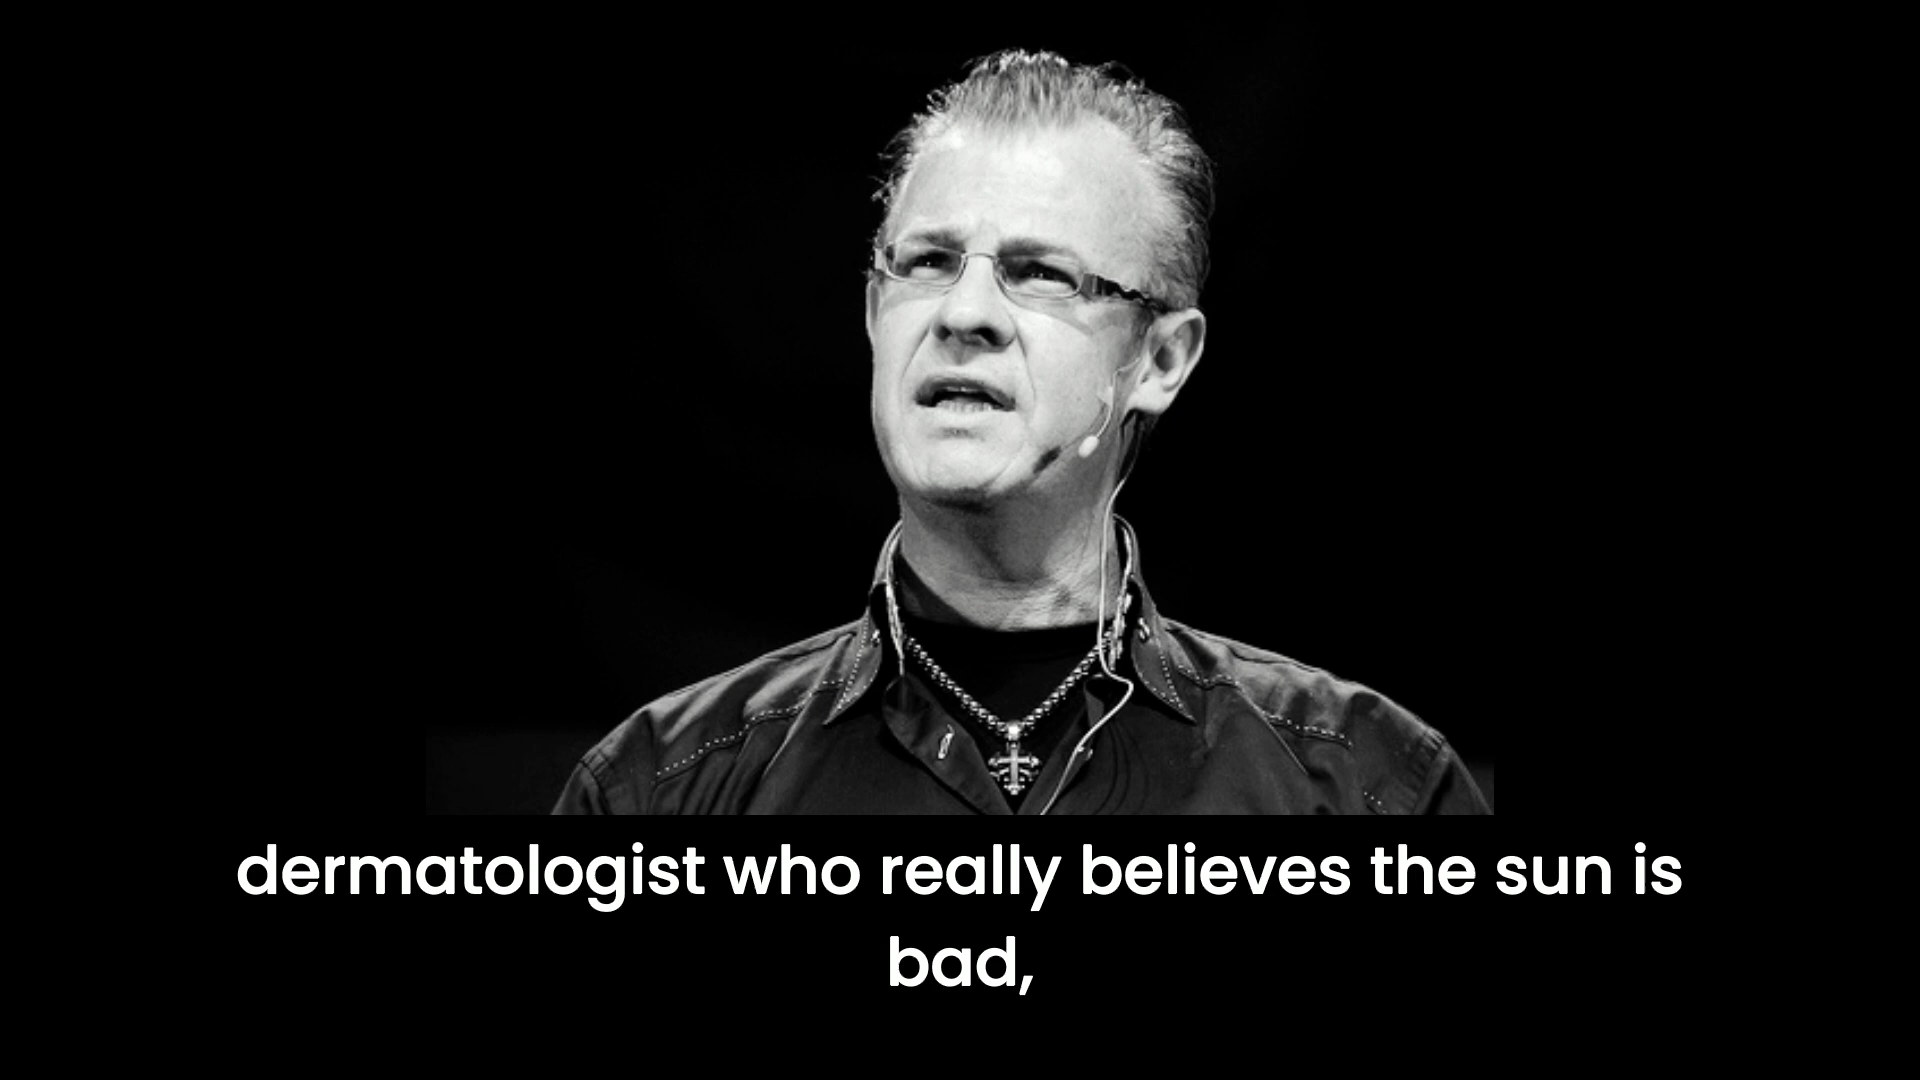 dermatologist who really believes the sun is
bad,